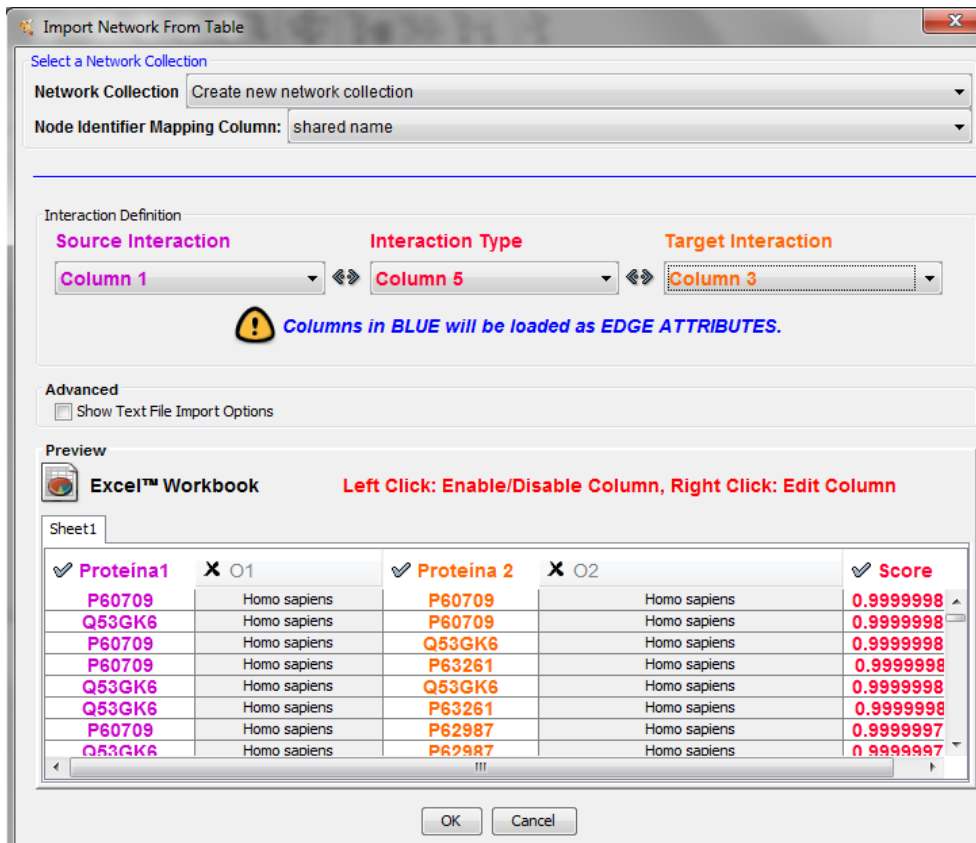 Import Network From Table
Select a Network Collection
Network Collection Create new network collection
Node Identifier Mapping Column: shared name
Interaction Definition
Source Interaction Interaction Type Target Interaction
Column 1 Column 5 Column 3
Columns in BLUE will be loaded as EDGE ATTRIBUTES.
Advanced
Show Text File Import Options
Preview
Excel™ Workbook Left Click: Enable/Disable Column, Right Click: Edit Column
Sheet1
Proteína1 O1 Proteína 2 O2 Score
P60709 Homo sapiens P60709 Homo sapiens 0.9999998
Q53GK6 Homo sapiens P60709 Homo sapiens 0.9999998
P60709 Homo sapiens Q53GK6 Homo sapiens 0.9999998
P60709 Homo sapiens P63261 Homo sapiens 0.9999998
Q53GK6 Homo sapiens Q53GK6 Homo sapiens 0.9999998
Q53GK6 Homo sapiens P63261 Homo sapiens 0.9999998
P60709 Homo sapiens P62987 Homo sapiens 0.9999997
Q53GK6 Homo sapiens P62987 Homo sapiens 0.9999997
OK Cancel